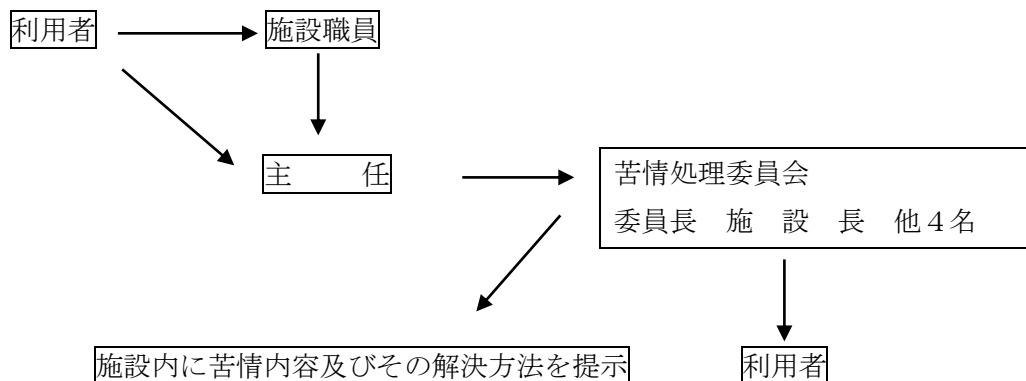 利用者
施設職員
主　　任
苦情処理委員会
委員長　施　設　長　他４名
施設内に苦情内容及びその解決方法を提示
利用者